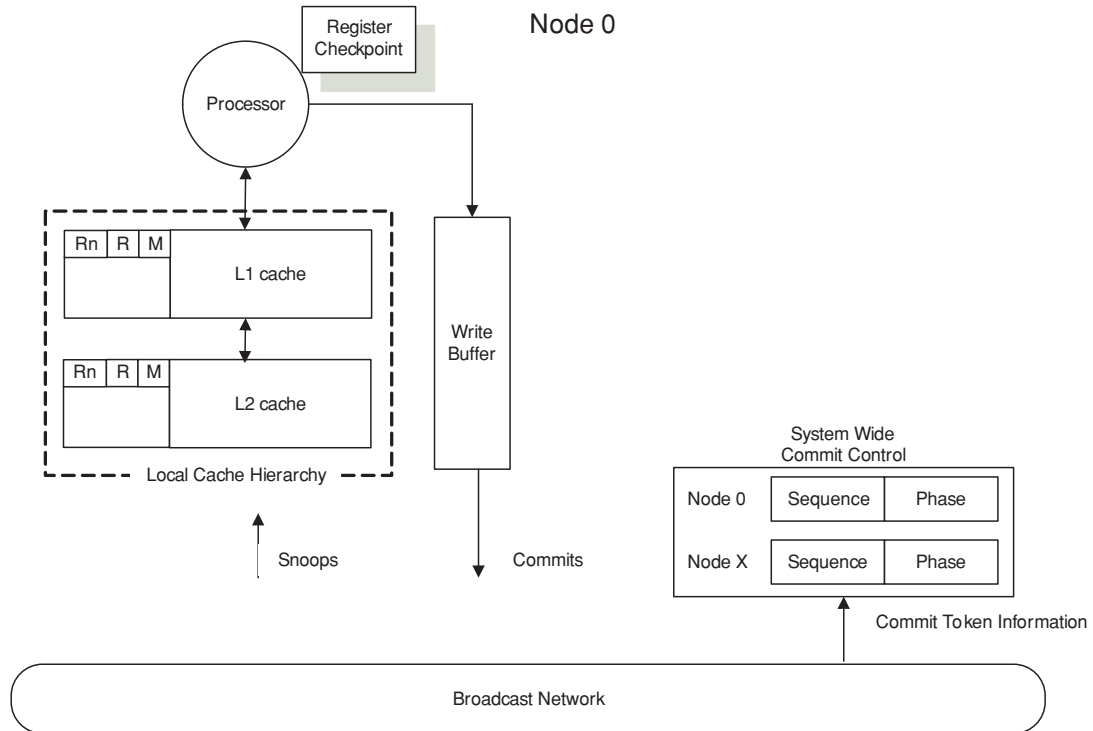 Node 0
Register
Checkpoint
Processor
Rn R M
L1 cache
Rn R M
L2 cache
Local Cache Hierarchy
Write
Buffer
Snoops
Commits
System Wide
Commit Control
Node 0 Sequence Phase
Node X Sequence Phase
Commit Token Information
Broadcast Network